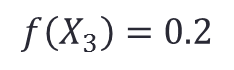 f(X₃) = 0.2